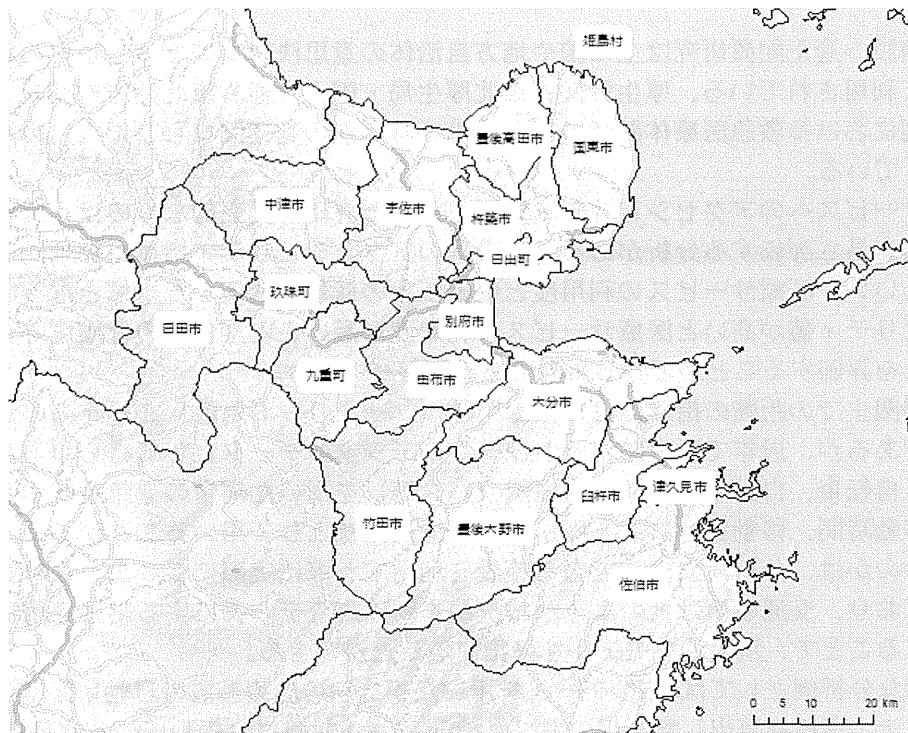 姫島村
豊後高田市
国東市
中津市
宇佐市
杵築市
日出町
玖珠町
日田市
別府市
九重町
由布市
大分市
臼杵市
津久見市
竹田市
豊後大野市
佐伯市
0 5 10 20 km